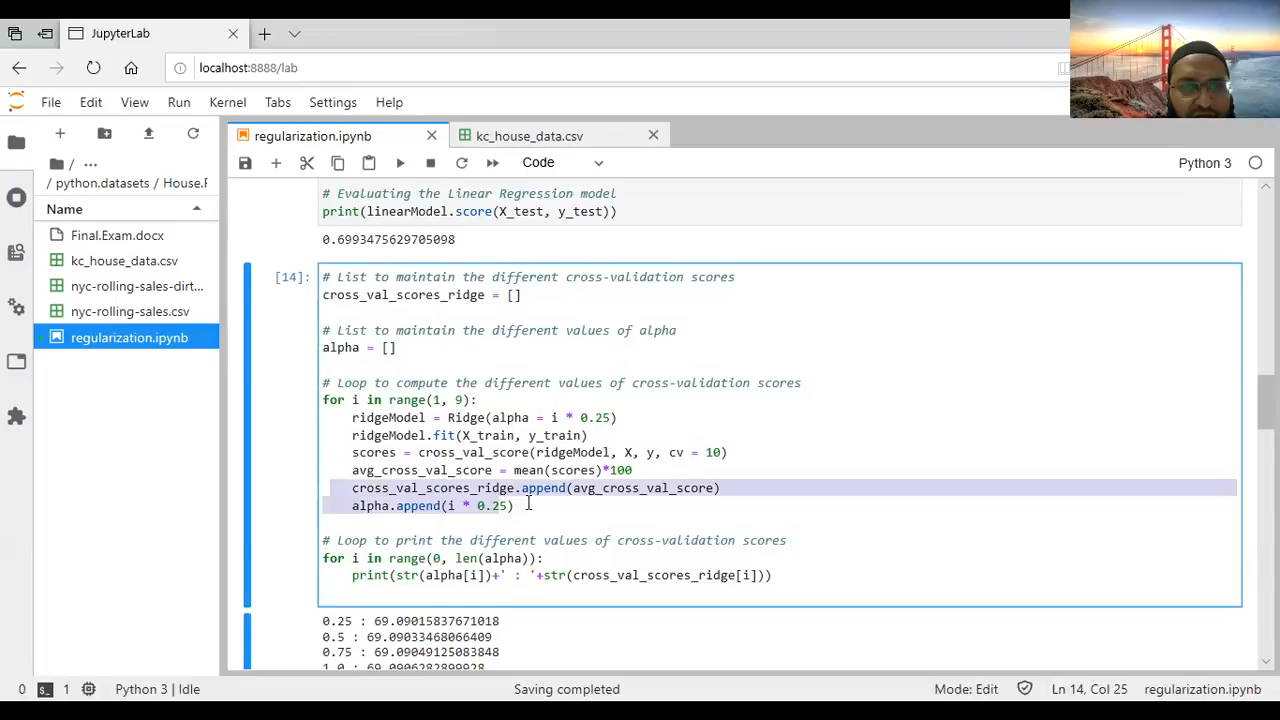 JupyterLab
localhost:8888/lab
File Edit View Run Kernel Tabs Settings Help
regularization.ipynb
kc_house_data.csv
/ ...
/ python.datasets / House.F
Name
Final.Exam.docx
kc_house_data.csv
nyc-rolling-sales-dirt...
nyc-rolling-sales.csv
regularization.ipynb
Code
Python 3
# Evaluating the Linear Regression model
print(linearModel.score(X_test, y_test))
0.6993475629705098
[14]:
# List to maintain the different cross-validation scores
cross_val_scores_ridge = []
# List to maintain the different values of alpha
alpha = []
# Loop to compute the different values of cross-validation scores
for i in range(1, 9):
    ridgeModel = Ridge(alpha = i * 0.25)
    ridgeModel.fit(X_train, y_train)
    scores = cross_val_score(ridgeModel, X, y, cv = 10)
    avg_cross_val_score = mean(scores)*100
    cross_val_scores_ridge.append(avg_cross_val_score)
    alpha.append(i * 0.25)
# Loop to print the different values of cross-validation scores
for i in range(0, len(alpha)):
    print(str(alpha[i])+' : '+str(cross_val_scores_ridge[i]))
0.25 : 69.09015837671018
0.5 : 69.09033468066409
0.75 : 69.09049125083848
1.0 : 69.0906282899928
0 1 Python 3 | Idle
Saving completed
Mode: Edit
Ln 14, Col 25
regularization.ipynb